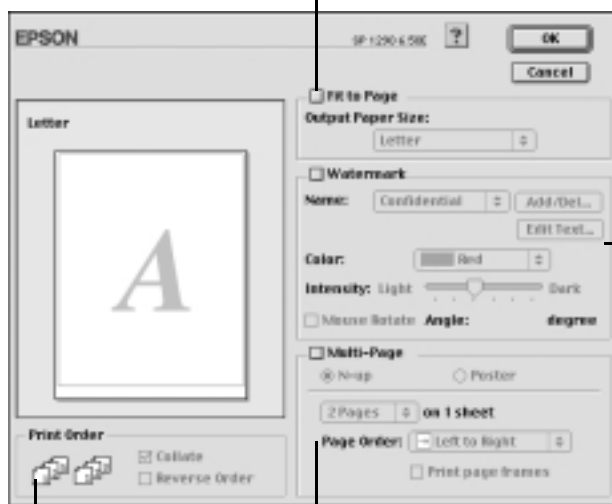 EPSON
SP 1290 6.50E
?
OK
Cancel
Letter
A
Print Order
Collate
Reverse Order
Fit to Page
Output Paper Size:
Letter
Watermark
Name: Confidential Add/Del...
Edit Text...
Color: Red
Intensity: Light Dark
Mouse Rotate Angle: degree
Multi-Page
N-up Poster
2 Pages on 1 sheet
Page Order: Left to Right
Print page frames